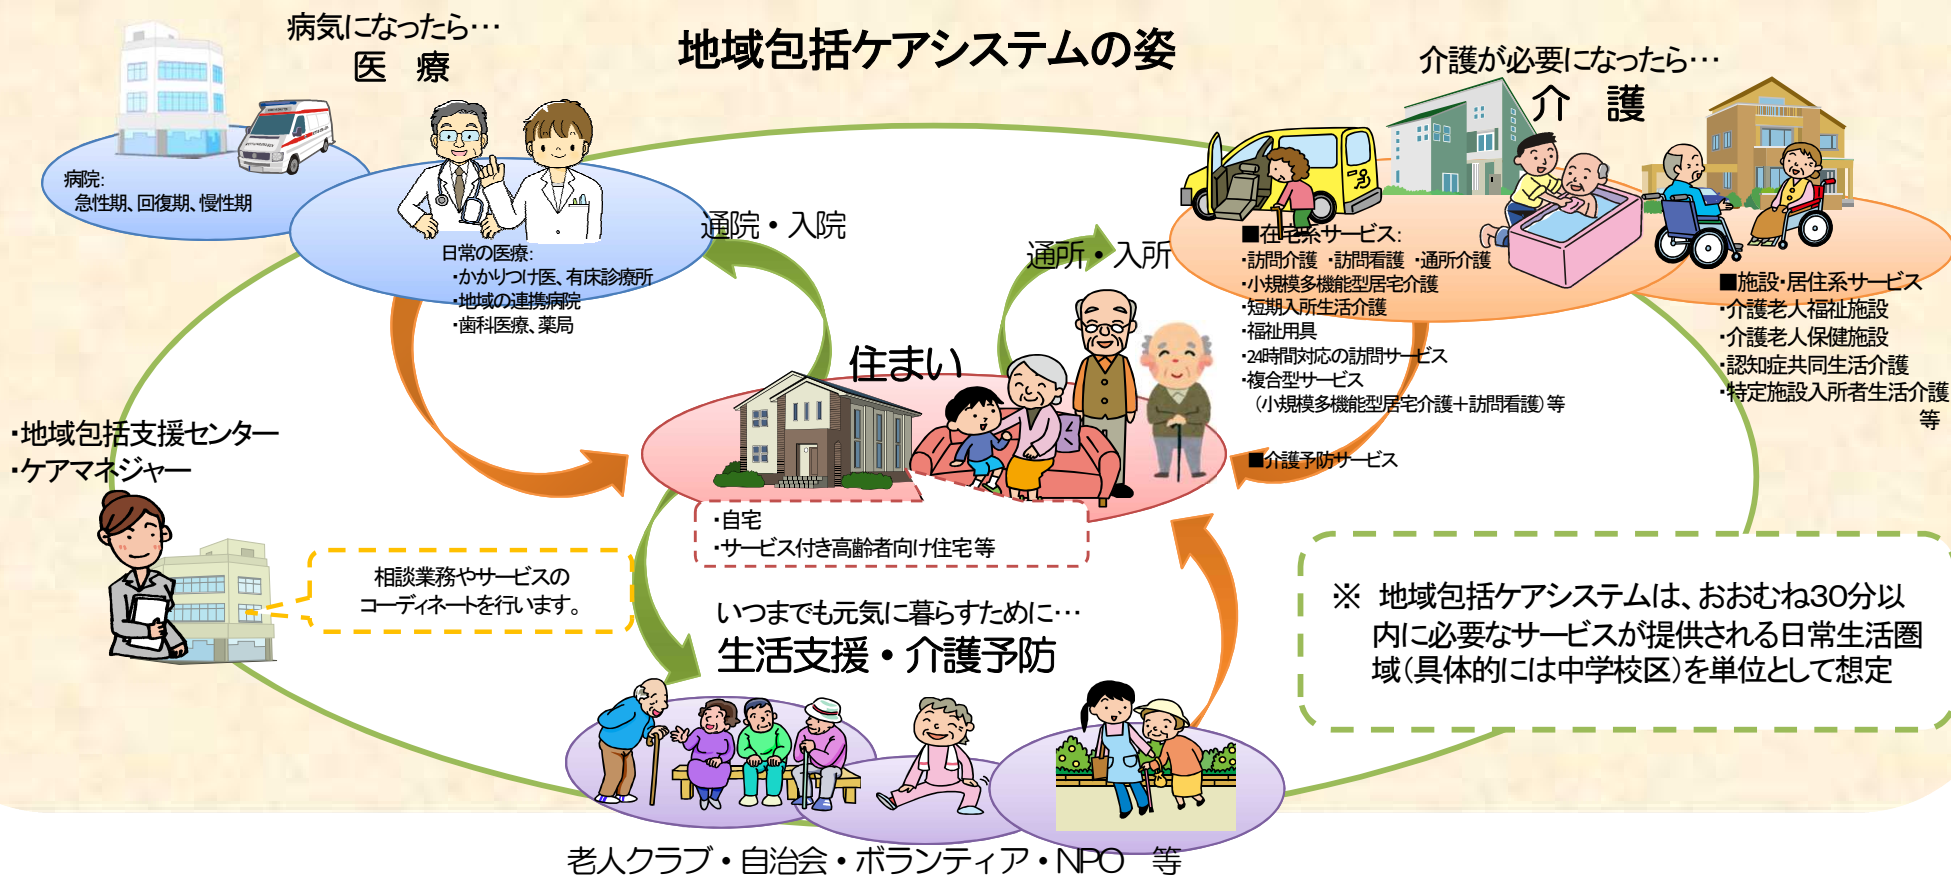 地域包括ケアシステムの姿
病気になったら…
医　療
病院:
急性期、回復期、慢性期
日常の医療:
・かかりつけ医、有床診療所
・地域の連携病院
・歯科医療、薬局
通院・入院
通所・入所
介護が必要になったら…
介　護
■在宅系サービス:
・訪問介護 ・訪問看護 ・通所介護
・小規模多機能型居宅介護
・短期入所生活介護
・福祉用具
・24時間対応の訪問サービス
・複合型サービス
（小規模多機能型居宅介護＋訪問看護）等
■介護予防サービス
■施設・居住系サービス
・介護老人福祉施設
・介護老人保健施設
・認知症共同生活介護
・特定施設入所者生活介護
等
住まい
・自宅
・サービス付き高齢者向け住宅 等
・地域包括支援センター
・ケアマネジャー
相談業務やサービスの
コーディネートを行います。
いつまでも元気に暮らすために…
生活支援・介護予防
※ 地域包括ケアシステムは、おおむね30分以
内に必要なサービスが提供される日常生活圏
域（具体的には中学校区）を単位として想定
老人クラブ・自治会・ボランティア・NPO　等